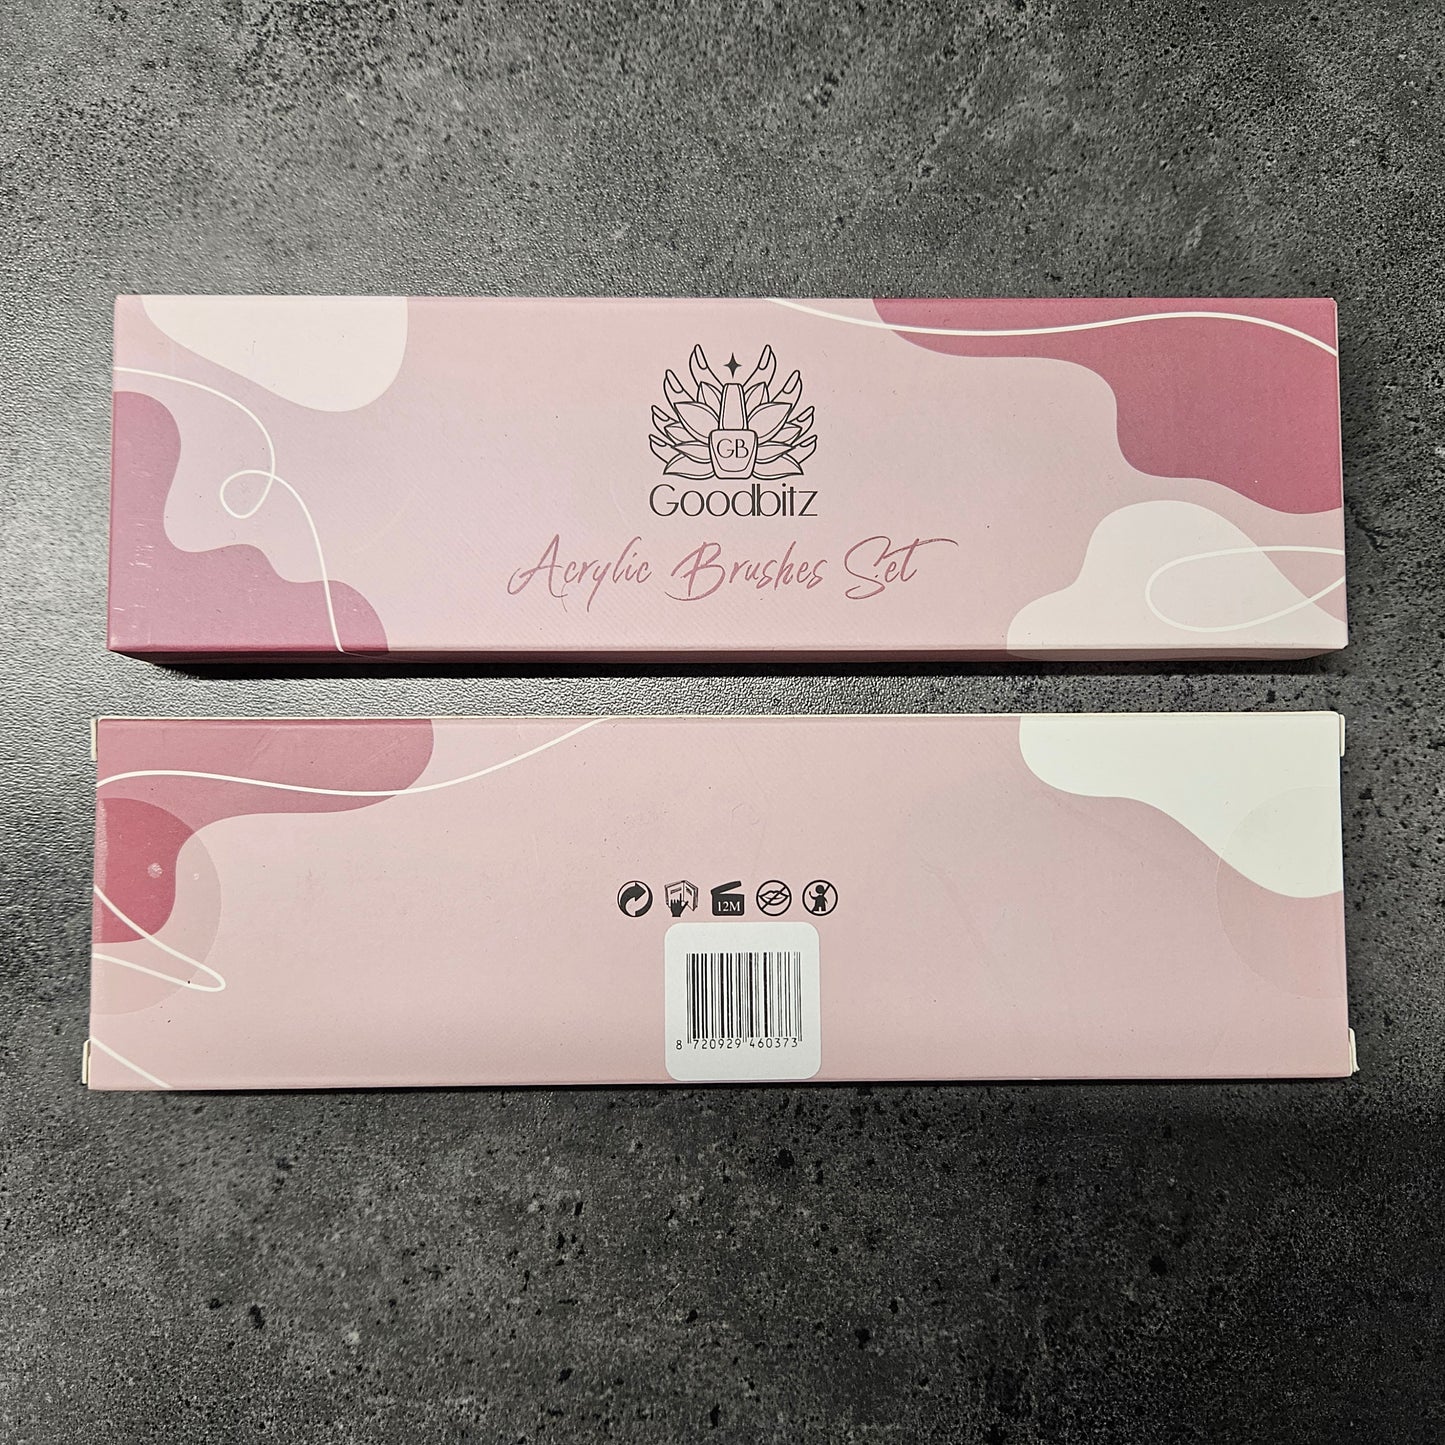 GB
Goodbitz
Acrylic Brushes Set
12M
8 720929 460373